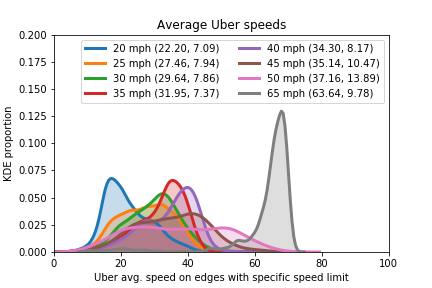 Average Uber speeds
0.200
0.175
0.150
0.125
0.100
0.075
0.050
0.025
0.000
KDE proportion
20 mph (22.20, 7.09)
25 mph (27.46, 7.94)
30 mph (29.64, 7.86)
35 mph (31.95, 7.37)
40 mph (34.30, 8.17)
45 mph (35.14, 10.47)
50 mph (37.16, 13.89)
65 mph (63.64, 9.78)
0 20 40 60 80 100
Uber avg. speed on edges with specific speed limit